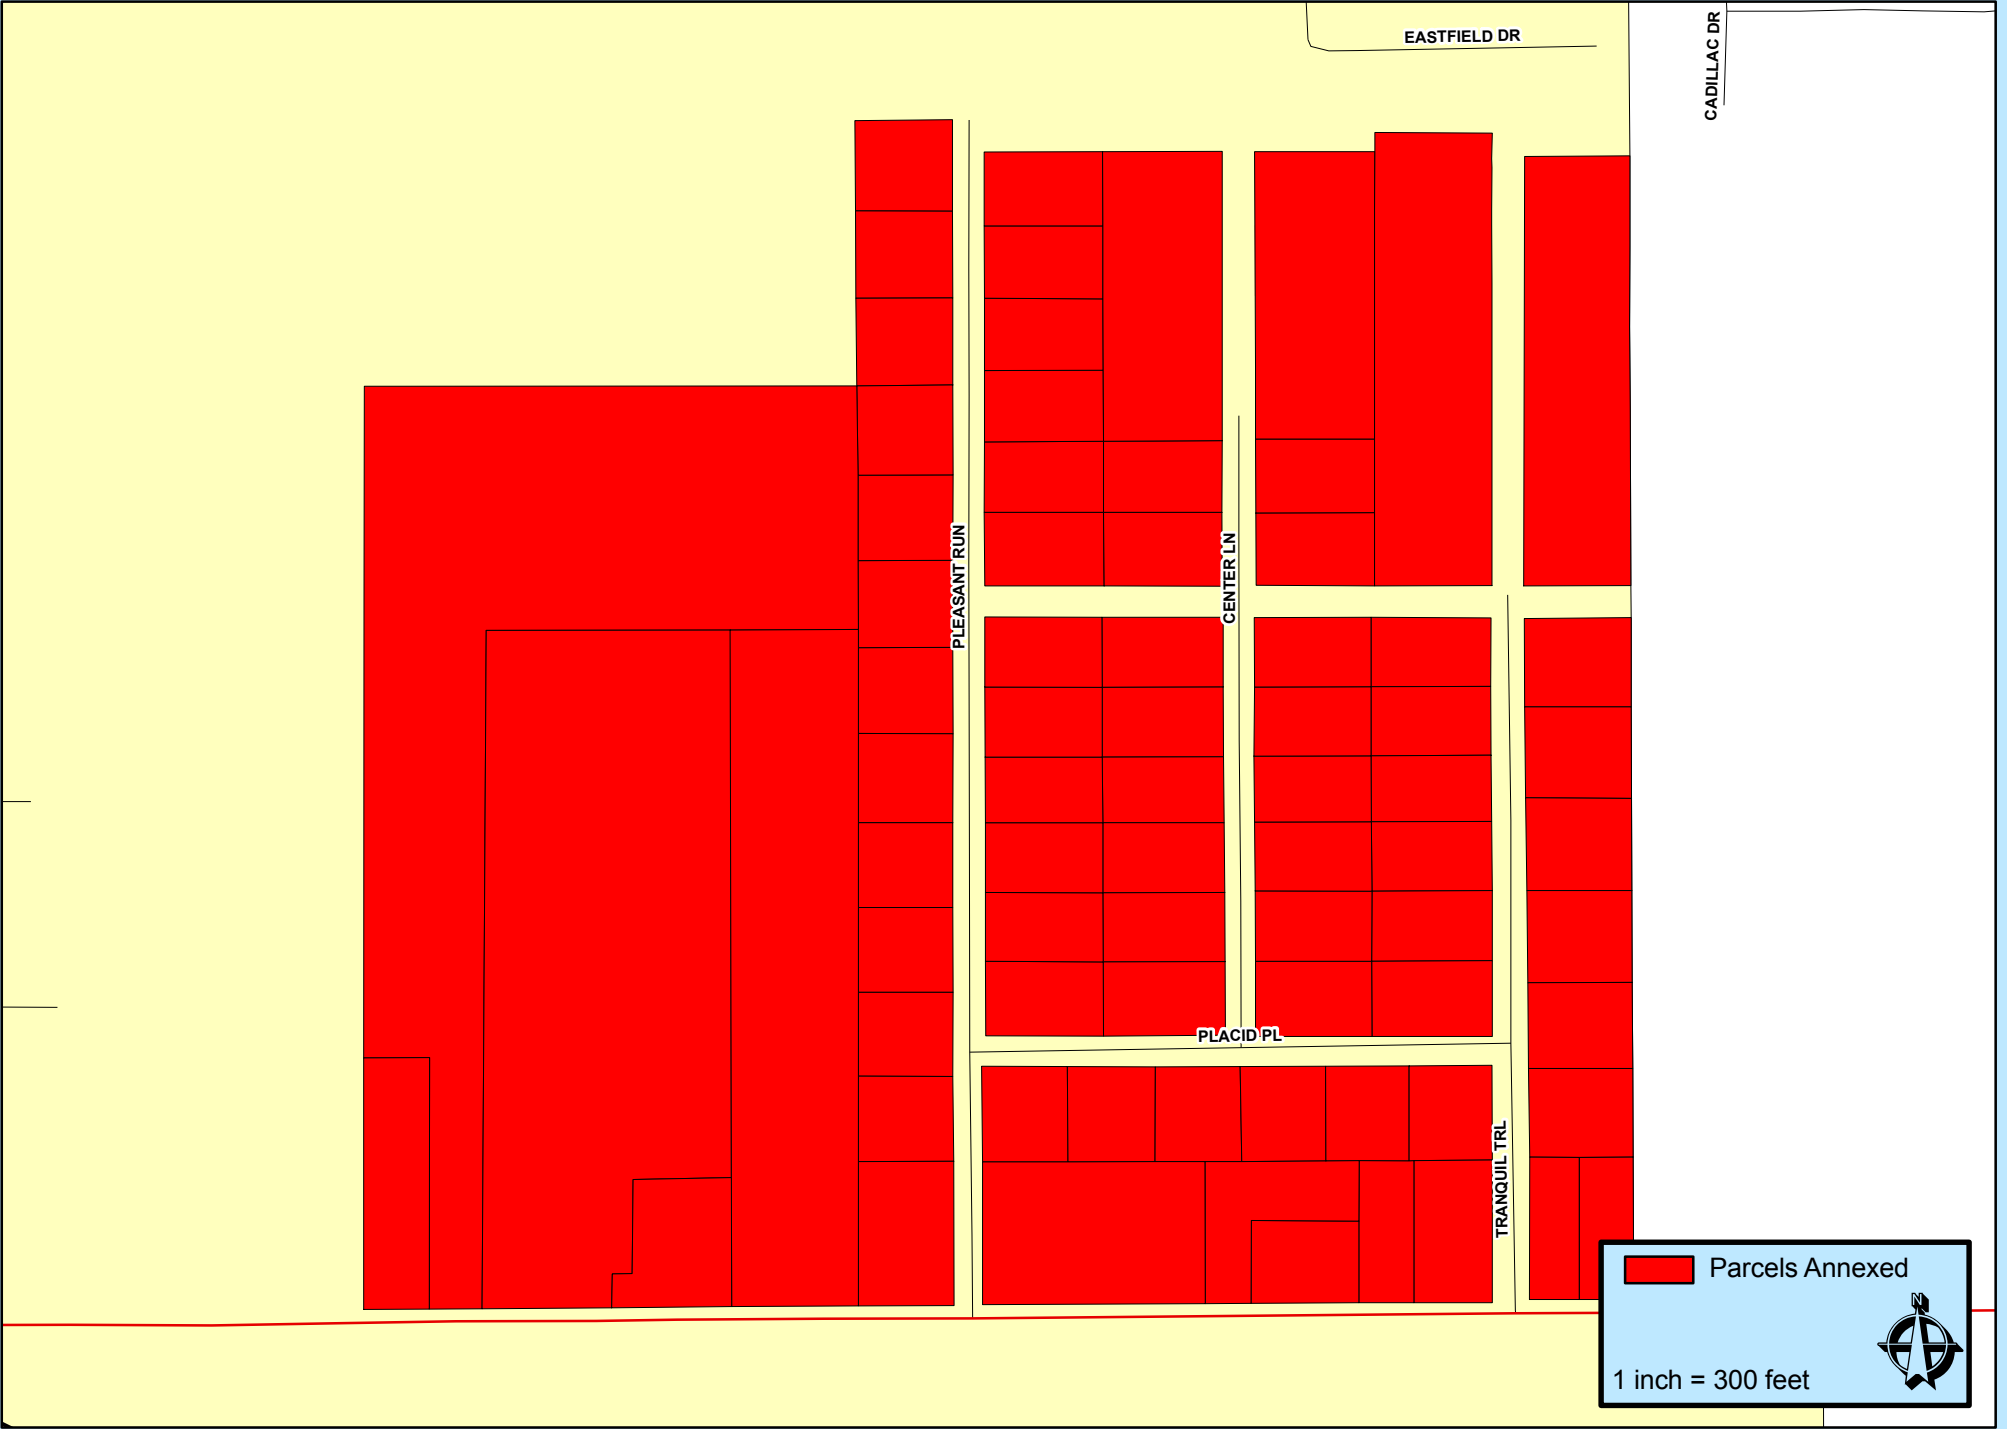 EASTFIELD DR
CADILLAC DR
PLEASANT RUN
CENTER LN
PLACID PL
TRANQUIL TRL
Parcels Annexed
N
1 inch = 300 feet